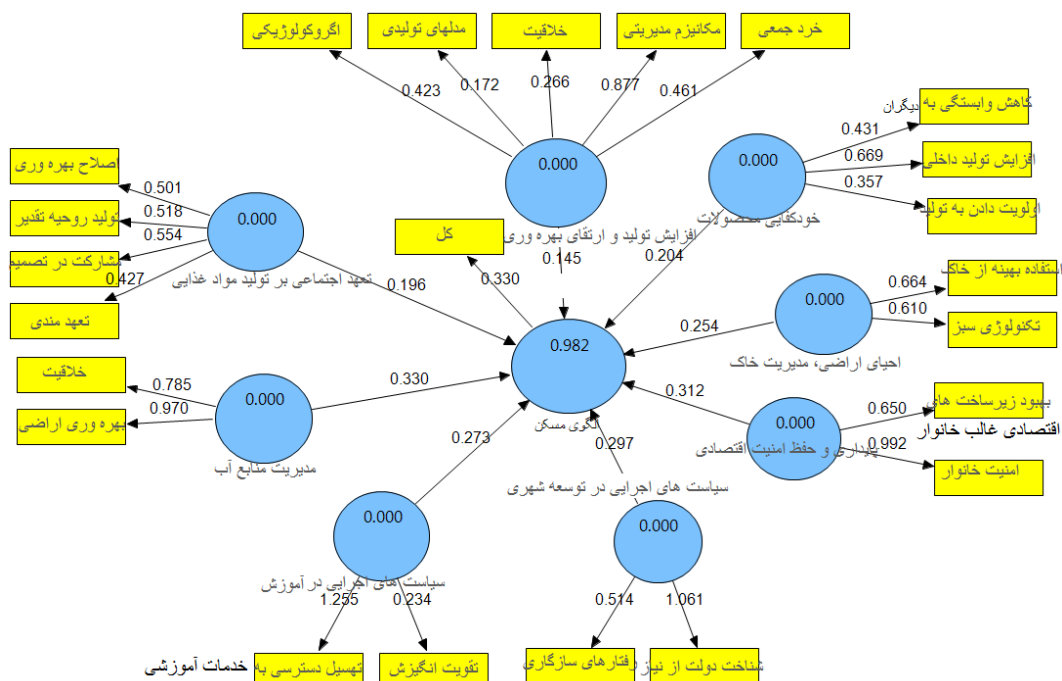 اگروکولوژیکی
مدلهای تولیدی
خلاقیت
مکانیزم مدیریتی
خرد جمعی
0.423
0.172
0.266
0.877
0.461
0.000
افزایش تولید و ارتقای بهره وری
0.145
کاهش وابستگی به دیگران
افزایش تولید داخلی
اولویت دادن به تولید
0.431
0.669
0.357
0.000
خودکفایی محصولات
0.204
اصلاح بهره وری
تولید روحیه تقدیر
مشارکت در تصمیم
تعهد مندی
0.501
0.518
0.554
0.427
0.000
تعهد اجتماعی بر تولید مواد غذایی
0.196
کل
0.330
0.982
لگوی مسکن
استفاده بهینه از خاک
تکنولوژی سبز
0.664
0.610
0.000
احیای اراضی، مدیریت خاک
0.254
خلاقیت
بهره وری اراضی
0.785
0.970
0.000
مدیریت منابع آب
0.330
بهبود زیرساخت های
اقتصادی غالب خانوار
امنیت خانوار
0.650
0.992
0.000
پایداری و حفظ امنیت اقتصادی
0.312
0.273
0.000
سیاست های اجرایی در آموزش
1.255
0.234
تهسیل دسترسی به خدمات آموزشی
تقویت انگیزش
0.297
سیاست های اجرایی در توسعه شهری
0.000
0.514
1.061
رفتارهای سازگاری
شناخت دولت از نیاز